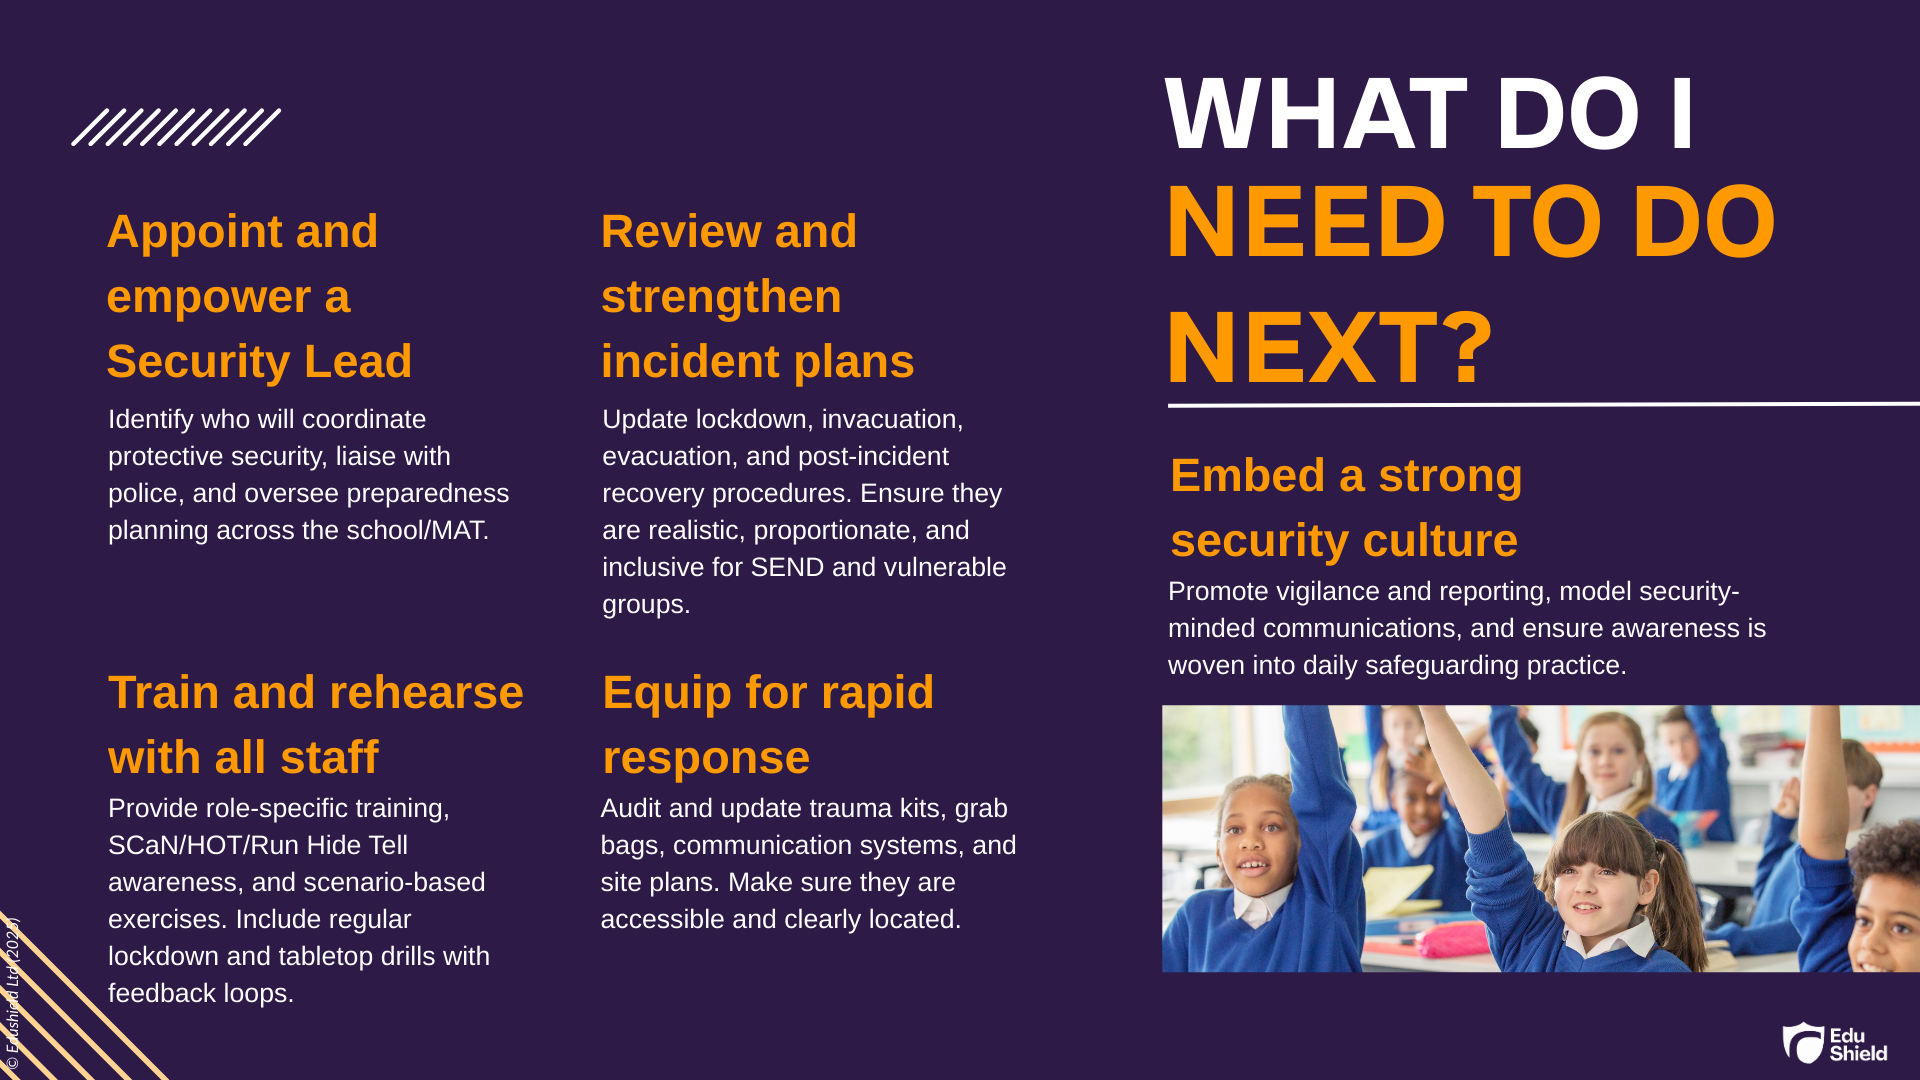 WHAT DO I
NEED TO DO
NEXT?
Appoint and
empower a
Security Lead
Identify who will coordinate
protective security, liaise with
police, and oversee preparedness
planning across the school/MAT.
Review and
strengthen
incident plans
Update lockdown, invacuation,
evacuation, and post-incident
recovery procedures. Ensure they
are realistic, proportionate, and
inclusive for SEND and vulnerable
groups.
Train and rehearse
with all staff
Provide role-specific training,
SCaN/HOT/Run Hide Tell
awareness, and scenario-based
exercises. Include regular
lockdown and tabletop drills with
feedback loops.
Equip for rapid
response
Audit and update trauma kits, grab
bags, communication systems, and
site plans. Make sure they are
accessible and clearly located.
Embed a strong
security culture
Promote vigilance and reporting, model security-
minded communications, and ensure awareness is
woven into daily safeguarding practice.
© Edushield Ltd (2025)
Edu
Shield